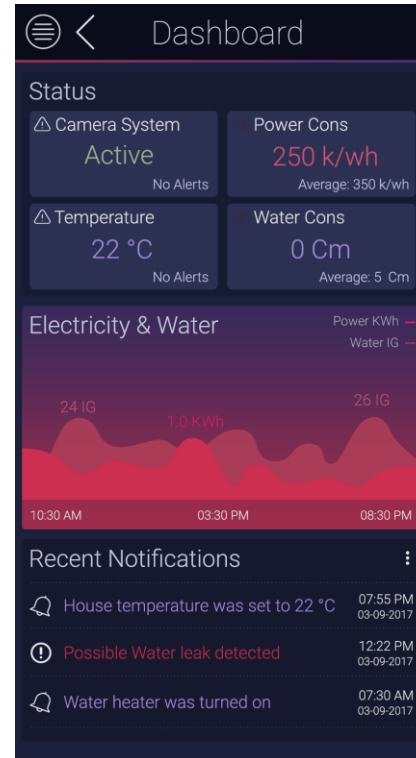 Dashboard
Status
Camera System
Active
No Alerts
Power Cons
250 k/wh
Average: 350 k/wh
Temperature
22 °C
No Alerts
Water Cons
0 Cm
Average: 5 Cm
Electricity & Water
Power KWh
Water IG
24 IG
1.0 KWh
26 IG
10:30 AM
03:30 PM
08:30 PM
Recent Notifications
House temperature was set to 22 °C
07:55 PM
03-09-2017
Possible Water leak detected
12:22 PM
03-09-2017
Water heater was turned on
07:30 AM
03-09-2017